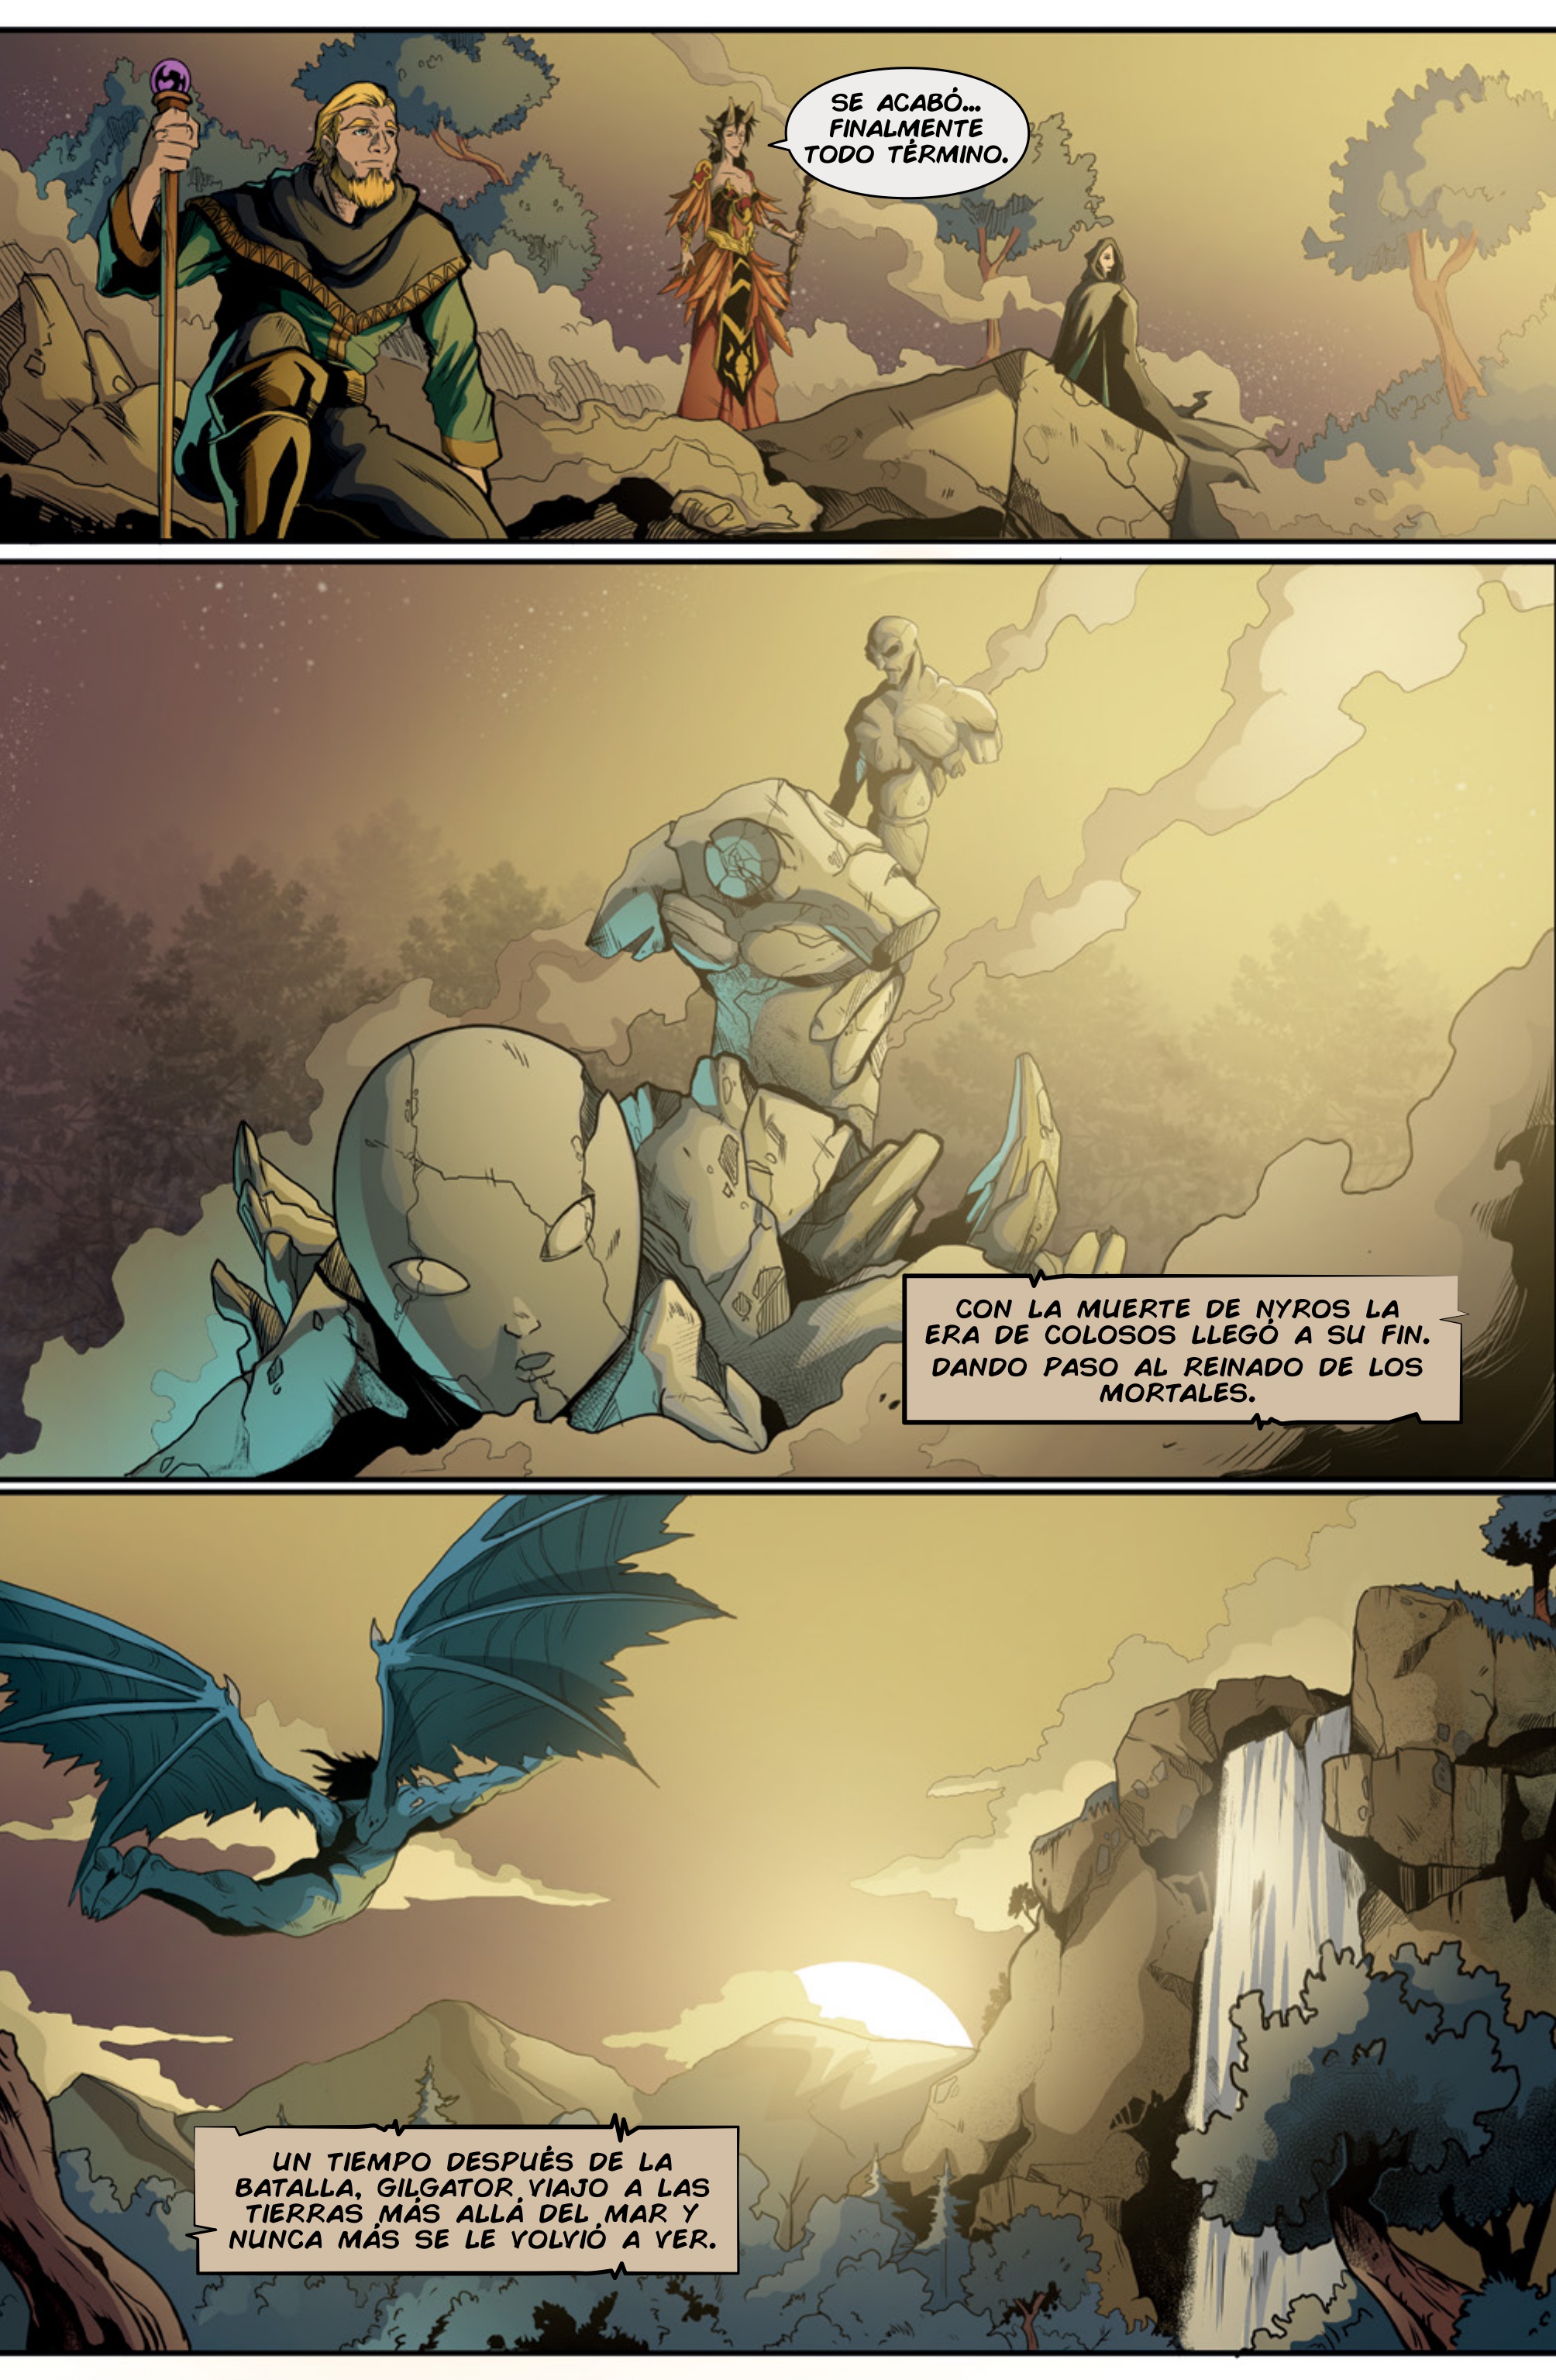 SE ACABÓ...
FINALMENTE
TODO TÉRMINO.
CON LA MUERTE DE NYROS LA
ERA DE COLOSOS LLEGÓ A SU FIN.
DANDO PASO AL REINADO DE LOS
MORTALES.
UN TIEMPO DESPUÉS DE LA
BATALLA, GILGATOR VIAJO A LAS
TIERRAS MÁS ALLÁ DEL MAR Y
NUNCA MÁS SE LE VOLVIÓ A VER.